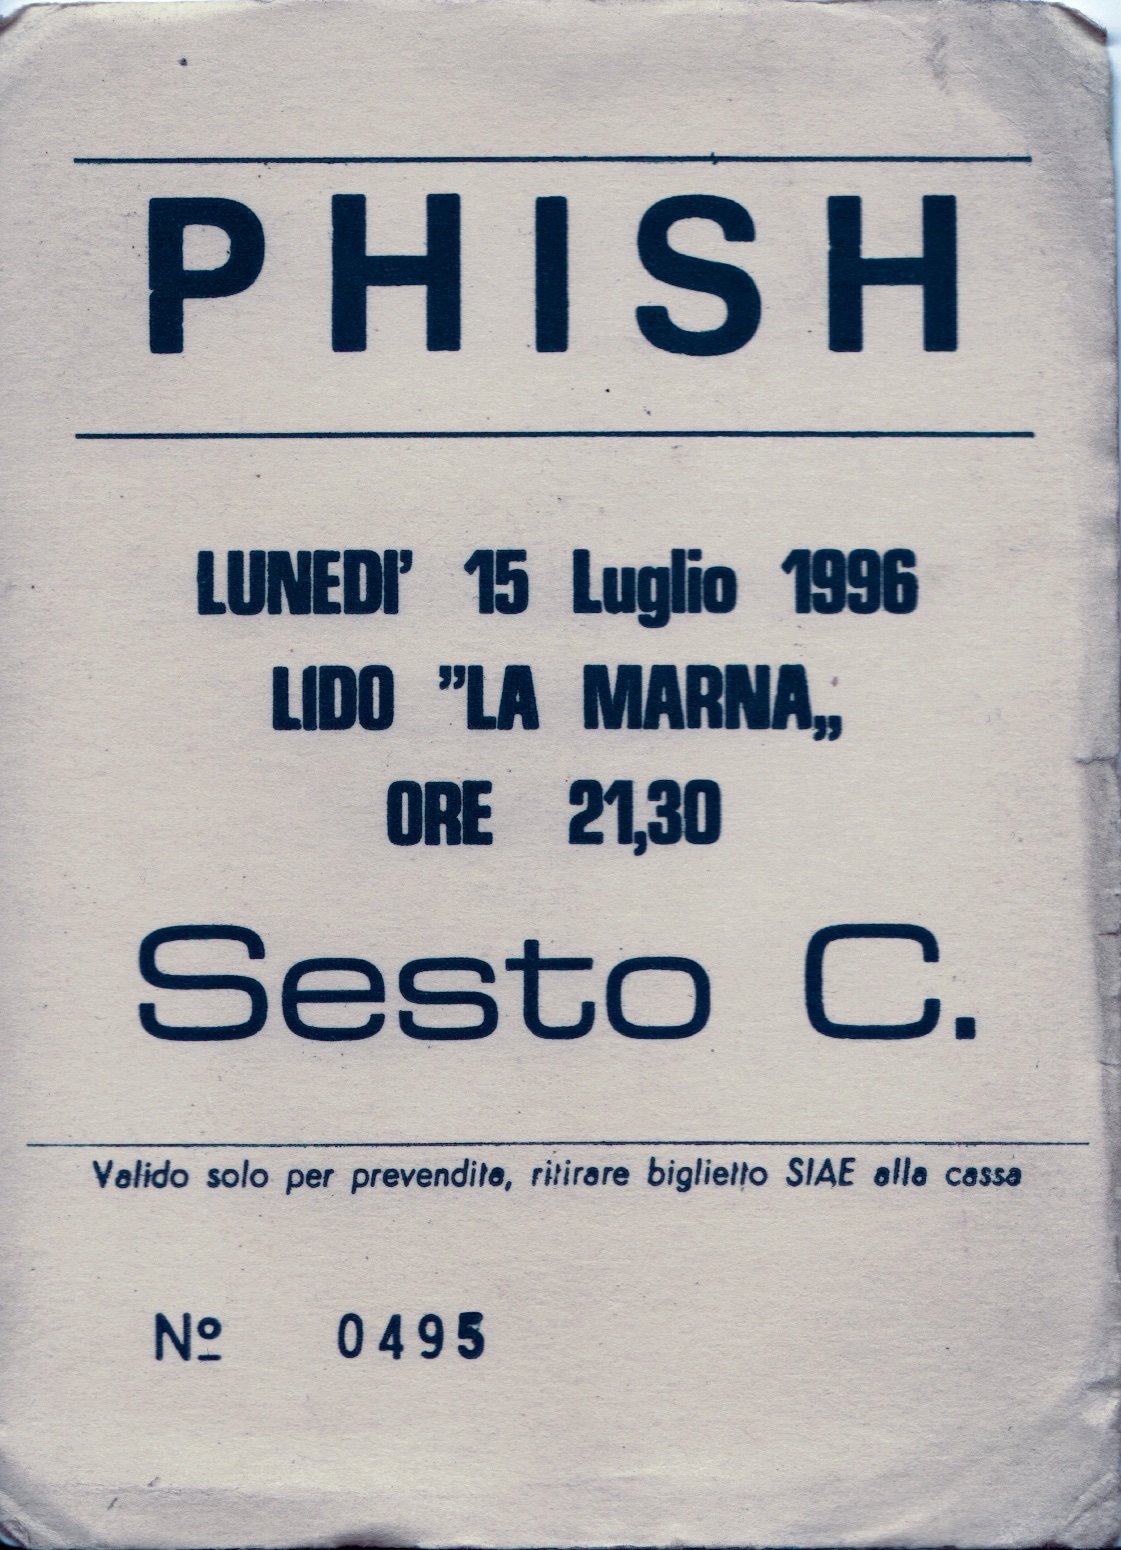 PHISH
LUNEDI' 15 Luglio 1996
LIDO "LA MARNA„
ORE 21,30
Sesto C.
Valido solo per prevendita, ritirare biglietto SIAE alla cassa
Nº 0495